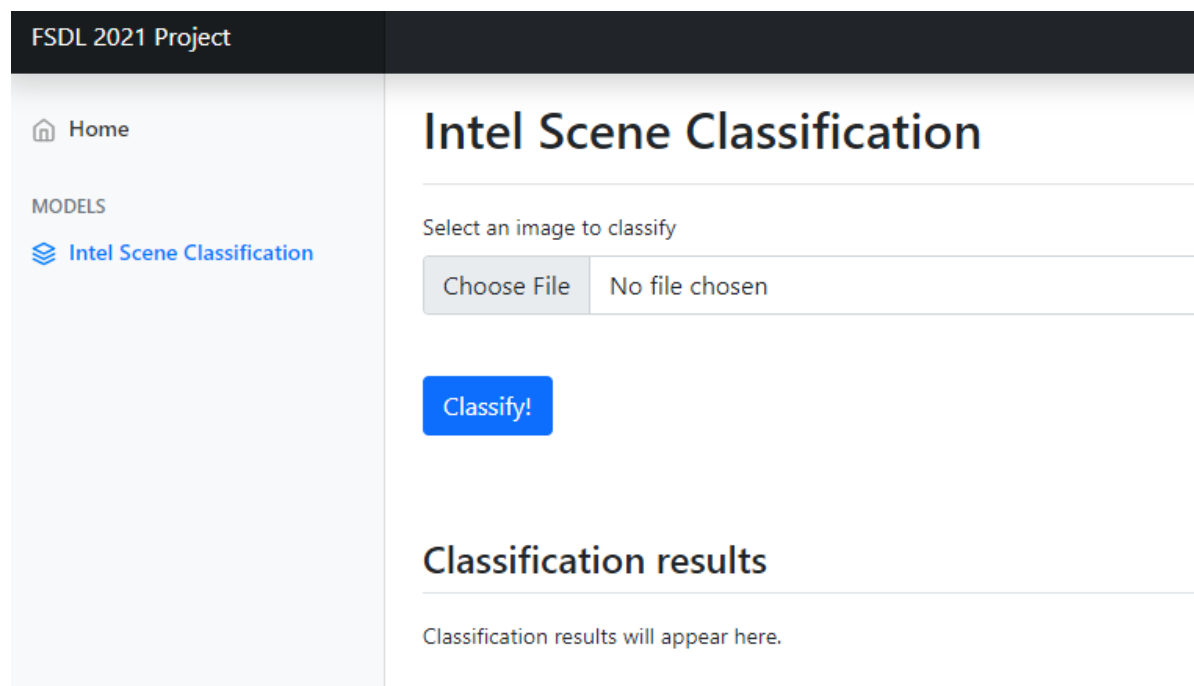 FSDL 2021 Project
Home
MODELS
Intel Scene Classification
Intel Scene Classification
Select an image to classify
Choose File No file chosen
Classify!
Classification results
Classification results will appear here.